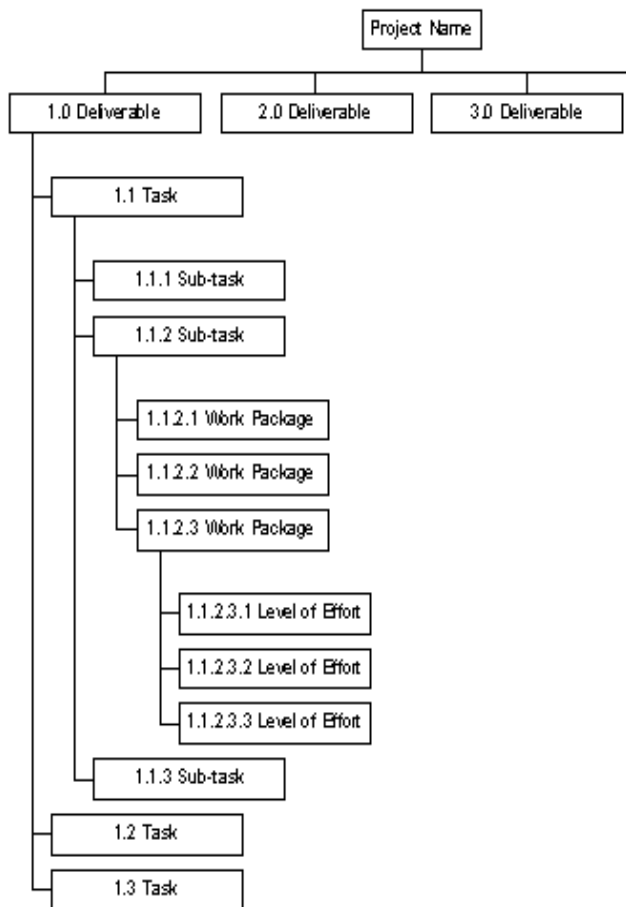 Project Name
1.0 Deliverable
2.0 Deliverable
3.0 Deliverable
1.1 Task
1.1.1 Sub-task
1.1.2 Sub-task
1.1.2.1 Work Package
1.1.2.2 Work Package
1.1.2.3 Work Package
1.1.2.3.1 Level of Effort
1.1.2.3.2 Level of Effort
1.1.2.3.3 Level of Effort
1.1.3 Sub-task
1.2 Task
1.3 Task